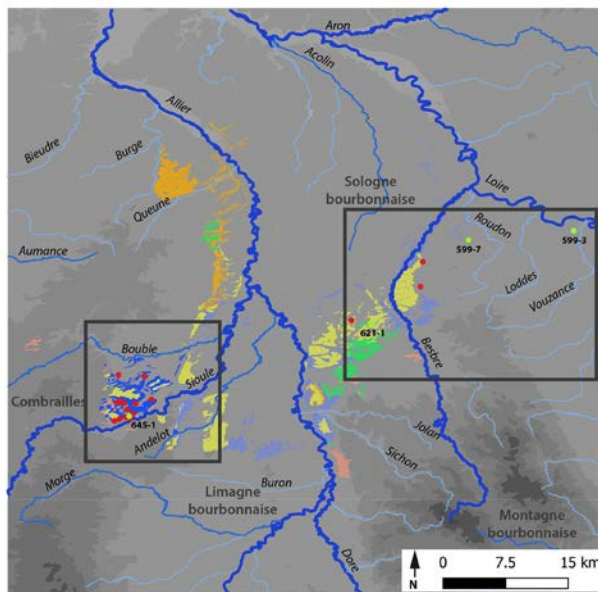 Aron
Acolin
Allier
Bieudre
Burge
Queune
Aumance
Sologne
bourbonnaise
Loire
Roudon
599-7
599-3
Loddes
Vouzance
621-1
Besbre
Bouble
Sioule
Combrailles
645-1
Andelot
Jolan
Sichon
Morge
Buron
Limagne
bourbonnaise
Dore
Montagne
bourbonnaise
N
0 7.5 15 km